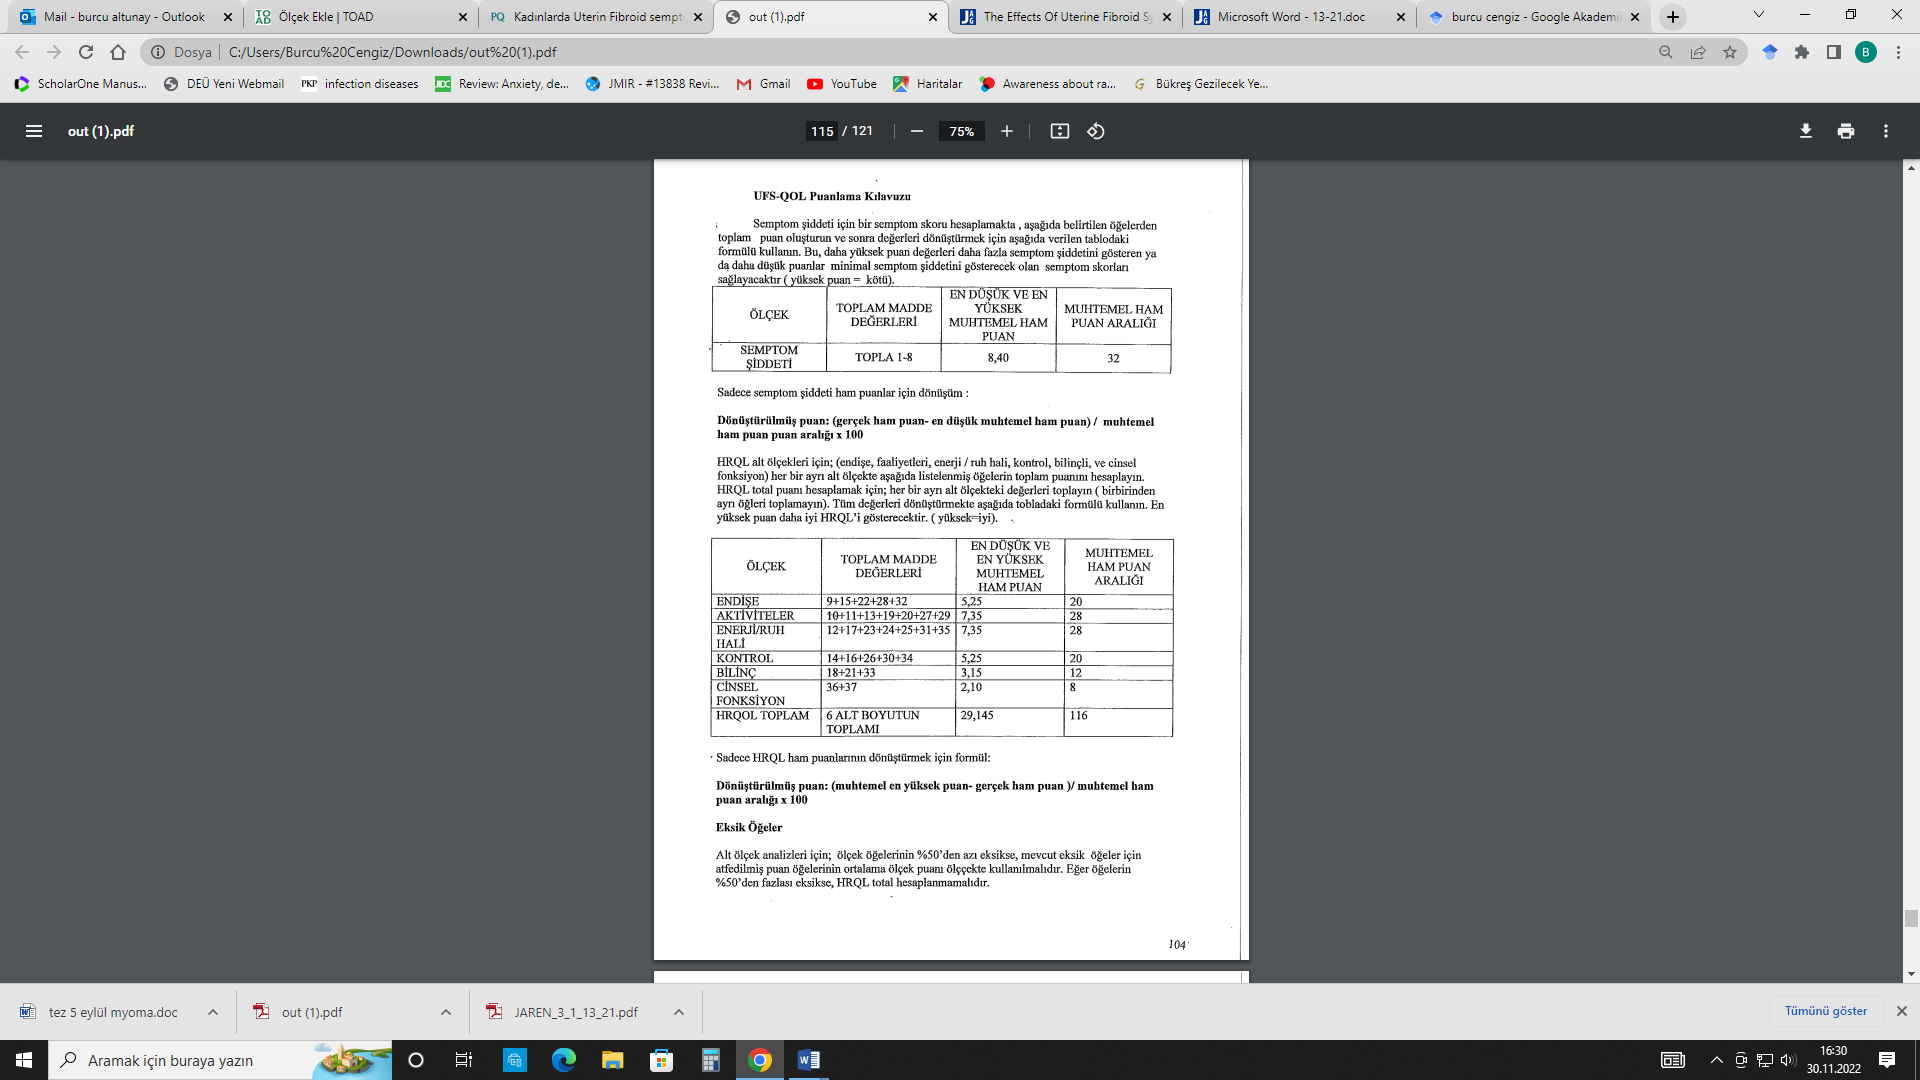 Mail - burcu altunay - Outlook
Ölçek Ekle | TOAD
Kadınlarda Uterin Fibroid sempt
out (1).pdf
The Effects Of Uterine Fibroid Sy
Microsoft Word - 13-21.doc
burcu cengiz - Google Akademi
Dosya
C:/Users/Burcu%20Cengiz/Downloads/out%20(1).pdf
B
ScholarOne Manus...
DEÜ Yeni Webmail
PKP infection diseases
Review: Anxiety, de...
JMIR - #13838 Revi...
Gmail
YouTube
Haritalar
Awareness about ra...
Bükreş Gezilecek Ye...
out (1).pdf
115 / 121
75%
UFS-QOL Puanlama Kılavuzu
Semptom şiddeti için bir semptom skoru hesaplamakta , aşağıda belirtilen öğelerden
toplam puan oluşturun ve sonra değerleri dönüştürmek için aşağıda verilen tablodaki
formülü kullanın. Bu, daha yüksek puan değerleri daha fazla semptom şiddetini gösteren ya
da daha düşük puanlar minimal semptom şiddetini gösterecek olan semptom skorları
sağlayacaktır ( yüksek puan = kötü).
ÖLÇEK
TOPLAM MADDE
DEĞERLERİ
EN DÜŞÜK VE EN
YÜKSEK
MUHTEMEL HAM
PUAN
MUHTEMEL HAM
PUAN ARALIĞI
SEMPTOM
ŞİDDETİ
TOPLA 1-8
8,40
32
Sadece semptom şiddeti ham puanlar için dönüşüm :
Dönüştürülmüş puan: (gerçek ham puan- en düşük muhtemel ham puan) / muhtemel
ham puan puan aralığı x 100
HRQL alt ölçekleri için; (endişe, faaliyetleri, enerji / ruh hali, kontrol, bilinçli, ve cinsel
fonksiyon) her bir ayrı alt ölçekte aşağıda listelenmiş öğelerin toplam puanını hesaplayın.
HRQL total puanı hesaplamak için; her bir ayrı alt ölçekteki değerleri toplayın ( birbirinden
ayrı öğleri toplamayın). Tüm değerleri dönüştürmekte aşağıda tobladaki formülü kullanın. En
yüksek puan daha iyi HRQL'i gösterecektir. ( yüksek=iyi).
ÖLÇEK
TOPLAM MADDE
DEĞERLERİ
EN DÜŞÜK VE
EN YÜKSEK
MUHTEMEL
HAM PUAN
MUHTEMEL
HAM PUAN
ARALIĞI
ENDİŞE 9+15+22+28+32 5,25 20
AKTİVİTELER 10+11+13+19+20+27+29 7,35 28
ENERJİ/RUH 12+17+23+24+25+31+35 7,35 28
HALİ
KONTROL 14+16+26+30+34 5,25 20
BİLİNÇ 18+21+33 3,15 12
CİNSEL 36+37 2,10 8
FONKSİYON
HRQOL TOPLAM 6 ALT BOYUTUN 29,145 116
TOPLAMI
Sadece HRQL ham puanlarının dönüştürmek için formül:
Dönüştürülmüş puan: (muhtemel en yüksek puan- gerçek ham puan )/ muhtemel ham
puan aralığı x 100
Eksik Öğeler
Alt ölçek analizleri için; ölçek öğelerinin %50'den azı eksikse, mevcut eksik öğeler için
atfedilmiş puan öğelerinin ortalama ölçek puanı ölççekte kullanılmalıdır. Eğer öğelerin
%50'den fazlası eksikse, HRQL total hesaplanmamalıdır.
104
tez 5 eylül myoma.doc
out (1).pdf
JAREN_3_1_13_21.pdf
Tümünü göster
Aramak için buraya yazın
16:30
30.11.2022